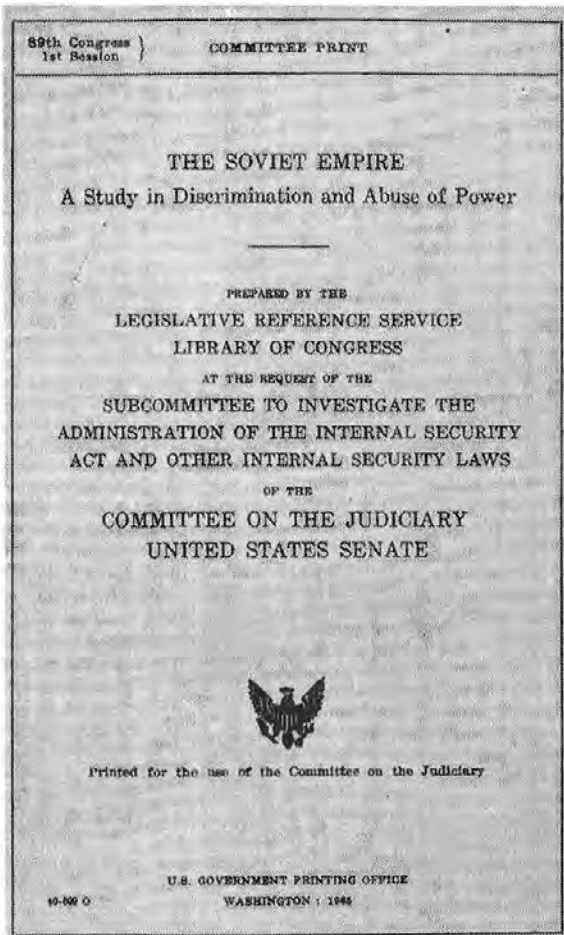 89th Congress
1st Session
COMMITTEE PRINT
THE SOVIET EMPIRE
A Study in Discrimination and Abuse of Power
PREPARED BY THE
LEGISLATIVE REFERENCE SERVICE
LIBRARY OF CONGRESS
AT THE REQUEST OF THE
SUBCOMMITTEE TO INVESTIGATE THE
ADMINISTRATION OF THE INTERNAL SECURITY
ACT AND OTHER INTERNAL SECURITY LAWS
OF THE
COMMITTEE ON THE JUDICIARY
UNITED STATES SENATE
Printed for the use of the Committee on the Judiciary
U.S. GOVERNMENT PRINTING OFFICE
WASHINGTON : 1965